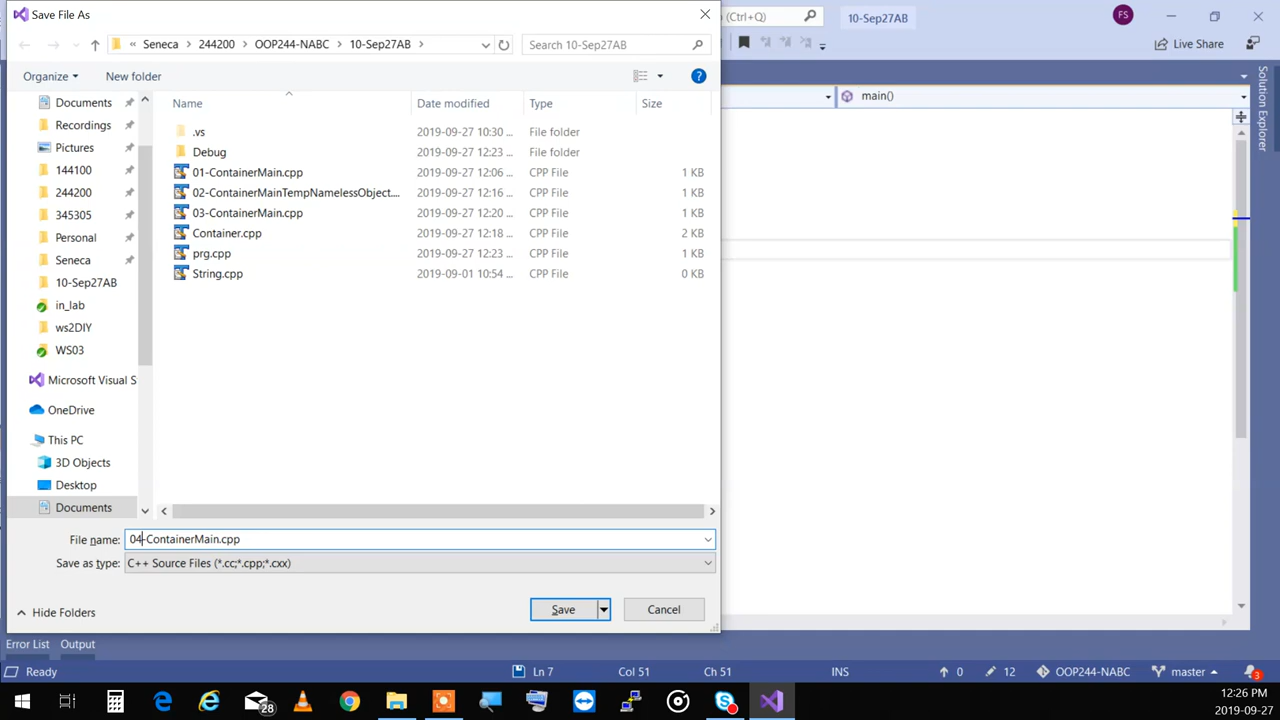 Save File As
(Ctrl+Q)
10-Sep27AB
FS
« Seneca > 244200 > OOP244-NABC > 10-Sep27AB >
Search 10-Sep27AB
Live Share
Organize
New folder
?
main()
Solution Explorer
Documents
Recordings
Pictures
144100
244200
345305
Personal
Seneca
10-Sep27AB
in_lab
ws2DIY
WS03
Microsoft Visual S
OneDrive
This PC
3D Objects
Desktop
Documents
Name Date modified Type Size
.vs 2019-09-27 10:30 ... File folder
Debug 2019-09-27 12:23 ... File folder
01-ContainerMain.cpp 2019-09-27 12:06 ... CPP File 1 KB
02-ContainerMainTempNamelessObject.... 2019-09-27 12:16 ... CPP File 1 KB
03-ContainerMain.cpp 2019-09-27 12:20 ... CPP File 1 KB
Container.cpp 2019-09-27 12:18 ... CPP File 2 KB
prg.cpp 2019-09-27 12:23 ... CPP File 1 KB
String.cpp 2019-09-01 10:54 ... CPP File 0 KB
File name: 04-ContainerMain.cpp
Save as type: C++ Source Files (*.cc;*.cpp;*.cxx)
Hide Folders
Save
Cancel
Error List Output
Ready
Ln 7 Col 51 Ch 51 INS
0
12
OOP244-NABC
master
3
28
12:26 PM
2019-09-27